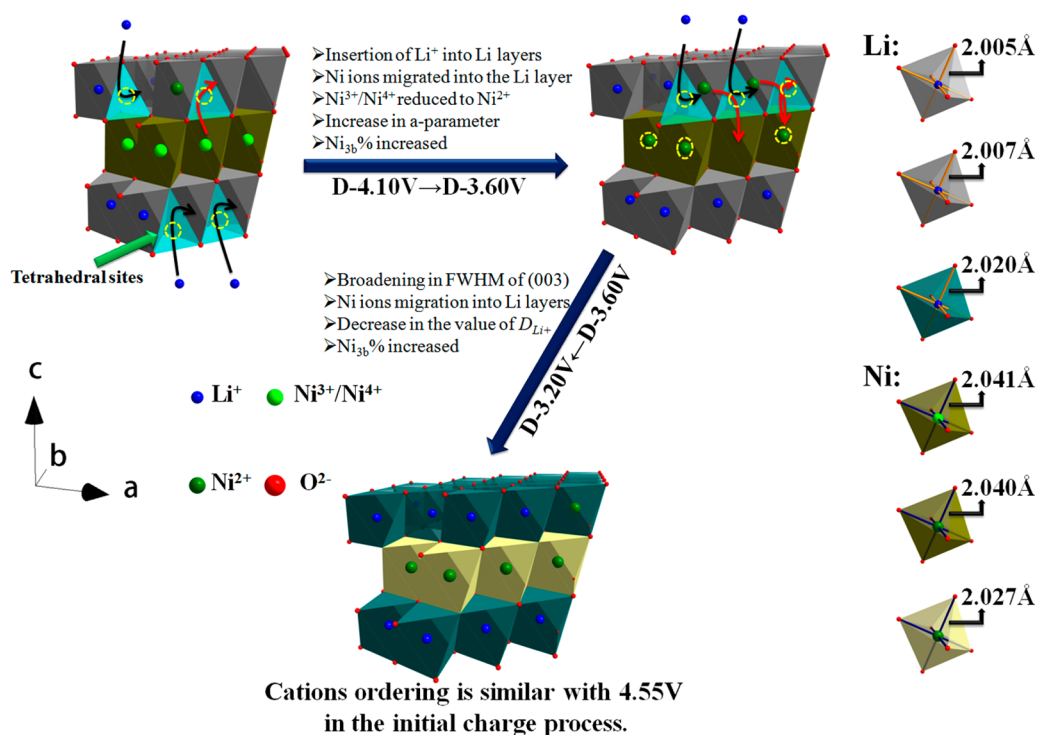 ➢Insertion of Li⁺ into Li layers
➢Ni ions migrated into the Li layer
➢Ni³⁺/Ni⁴⁺ reduced to Ni²⁺
➢Increase in a-parameter
➢Ni₃ᵦ% increased
D-4.10V→D-3.60V
Tetrahedral sites
➢Broadening in FWHM of (003)
➢Ni ions migration into Li layers
➢Decrease in the value of D_{Li+}
➢Ni₃ᵦ% increased
D-3.20V←D-3.60V
c
b
a
Li⁺
Ni³⁺/Ni⁴⁺
Ni²⁺
O²⁻
Cations ordering is similar with 4.55V
in the initial charge process.
Li:
2.005Å
2.007Å
2.020Å
Ni:
2.041Å
2.040Å
2.027Å